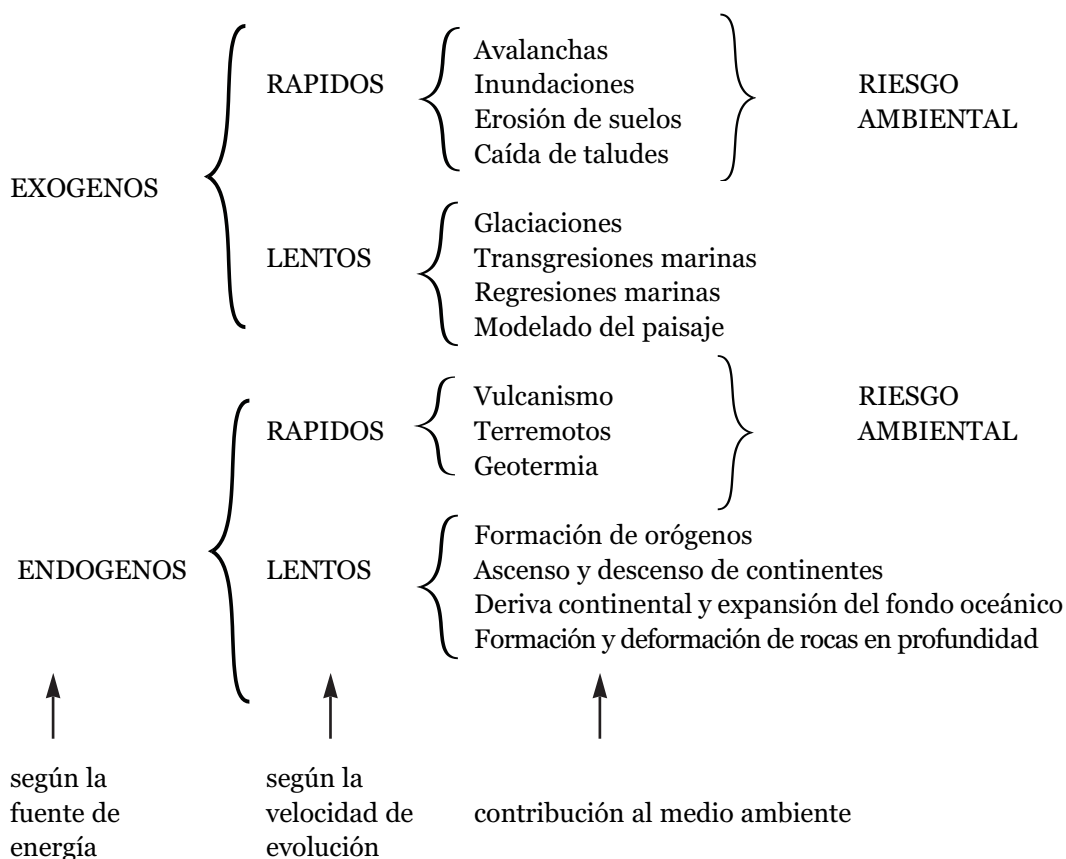 EXOGENOS
RAPIDOS
Avalanchas
Inundaciones
Erosión de suelos
Caída de taludes
RIESGO
AMBIENTAL
LENTOS
Glaciaciones
Transgresiones marinas
Regresiones marinas
Modelado del paisaje
ENDOGENOS
RAPIDOS
Vulcanismo
Terremotos
Geotermia
RIESGO
AMBIENTAL
LENTOS
Formación de orógenos
Ascenso y descenso de continentes
Deriva continental y expansión del fondo oceánico
Formación y deformación de rocas en profundidad
según la
fuente de
energía
según la
velocidad de
evolución
contribución al medio ambiente